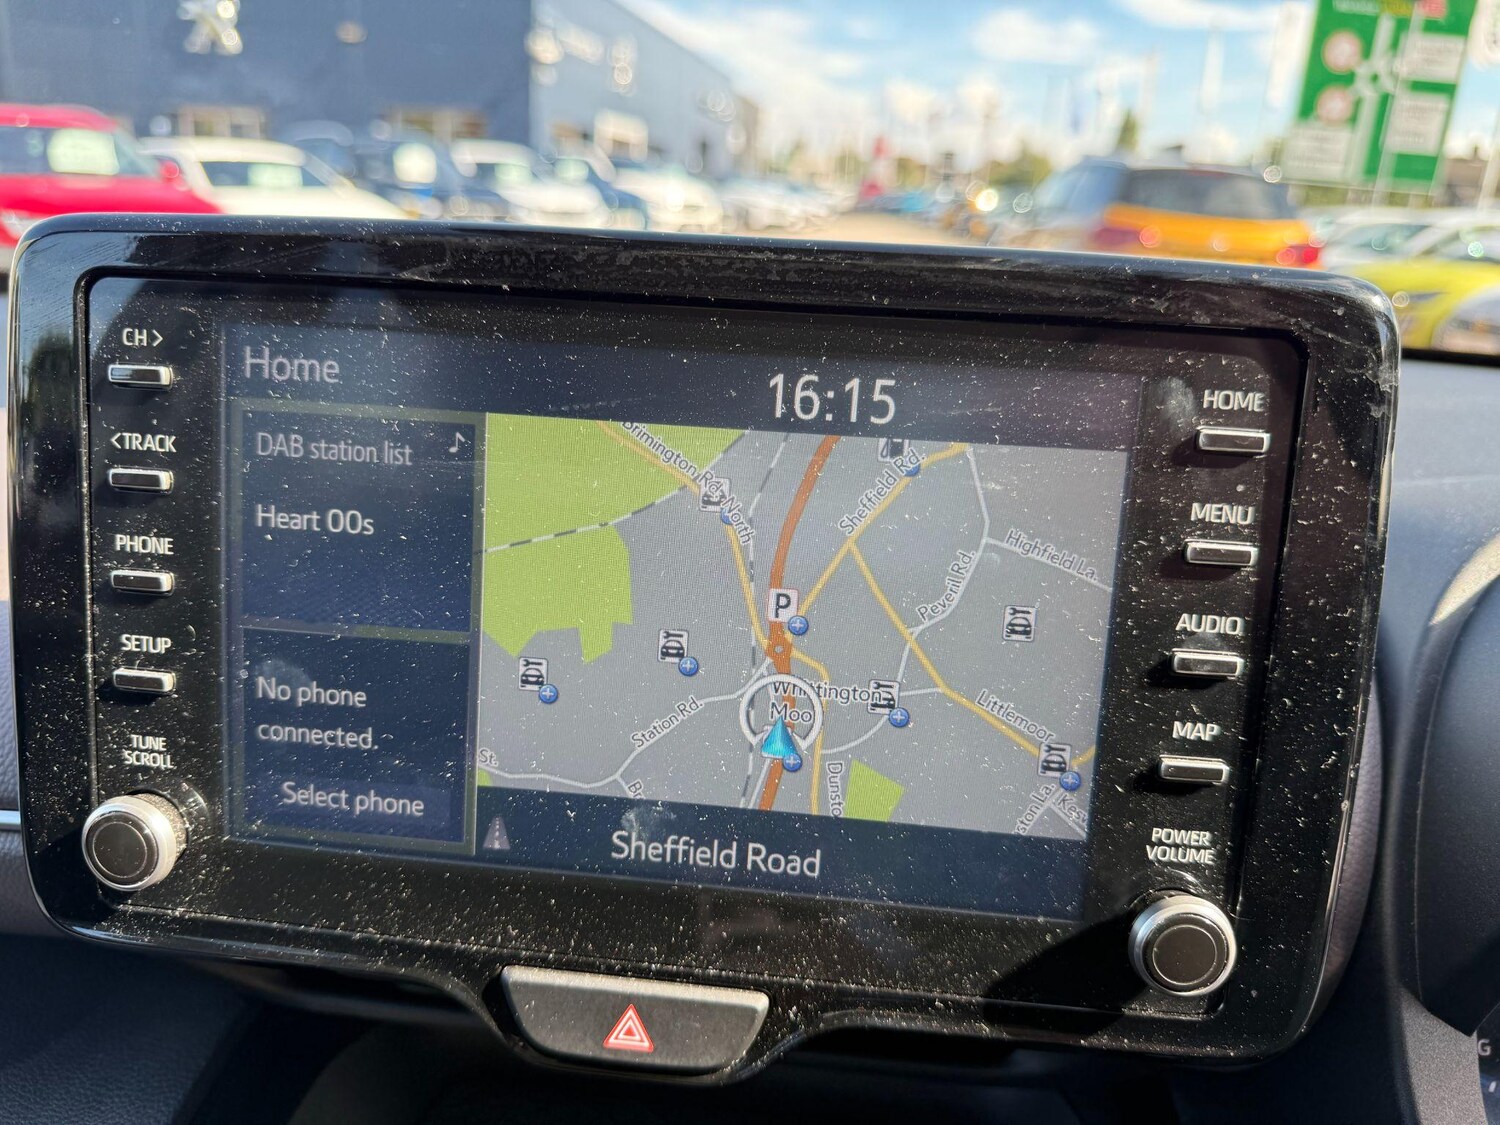 CH>
<TRACK
PHONE
SETUP
TUNE
SCROLL
Home
16:15
DAB station list
Heart 00s
No phone
connected.
Select phone
Brimington Rd. North
Sheffield Rd.
Highfield La.
Peveril Rd.
P
Whittington
Moo
Station Rd.
Littlemoor
St.
Dunsto
Sheffield Road
HOME
MENU
AUDIO
MAP
POWER
VOLUME